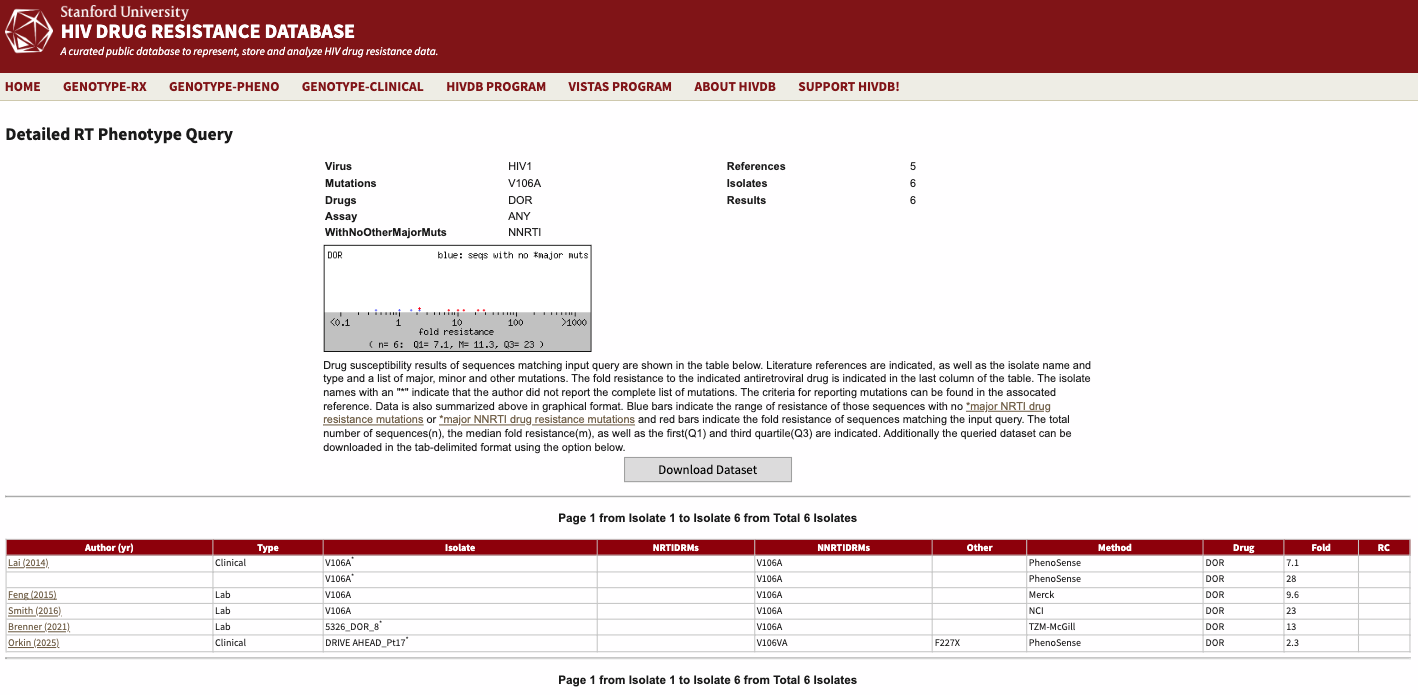 Stanford University
HIV DRUG RESISTANCE DATABASE
A curated public database to represent, store and analyze HIV drug resistance data.
HOME GENOTYPE-RX GENOTYPE-PHENO GENOTYPE-CLINICAL HIVDB PROGRAM VISTAS PROGRAM ABOUT HIVDB SUPPORT HIVDB!
Detailed RT Phenotype Query
Virus HIV1 References 5
Mutations V106A Isolates 6
Drugs DOR Results 6
Assay ANY
WithNoOtherMajorMuts NNRTI
DOR blue: seqs with no *major muts
<0.1 1 10 100 >1000
fold resistance
( n= 6: Q1= 7.1, M= 11.3, Q3= 23 )
Drug susceptibility results of sequences matching input query are shown in the table below. Literature references are indicated, as well as the isolate name and
type and a list of major, minor and other mutations. The fold resistance to the indicated antiretroviral drug is indicated in the last column of the table. The isolate
names with an "*" indicate that the author did not report the complete list of mutations. The criteria for reporting mutations can be found in the assocated
reference. Data is also summarized above in graphical format. Blue bars indicate the range of resistance of those sequences with no *major NRTI drug
resistance mutations or *major NNRTI drug resistance mutations and red bars indicate the fold resistance of sequences matching the input query. The total
number of sequences(n), the median fold resistance(m), as well as the first(Q1) and third quartile(Q3) are indicated. Additionally the queried dataset can be
downloaded in the tab-delimited format using the option below.
Download Dataset
Page 1 from Isolate 1 to Isolate 6 from Total 6 Isolates
Author (yr) Type Isolate NRTIDRMs NNRTIDRMs Other Method Drug Fold RC
Lai (2014) Clinical V106A* V106A PhenoSense DOR 7.1
V106A* V106A PhenoSense DOR 28
Feng (2015) Lab V106A V106A Merck DOR 9.6
Smith (2016) Lab V106A V106A NCI DOR 23
Brenner (2021) Lab 5326_DOR_8* V106A TZM-McGill DOR 13
Orkin (2025) Clinical DRIVE AHEAD_Pt17* V106VA F227X PhenoSense DOR 2.3
Page 1 from Isolate 1 to Isolate 6 from Total 6 Isolates